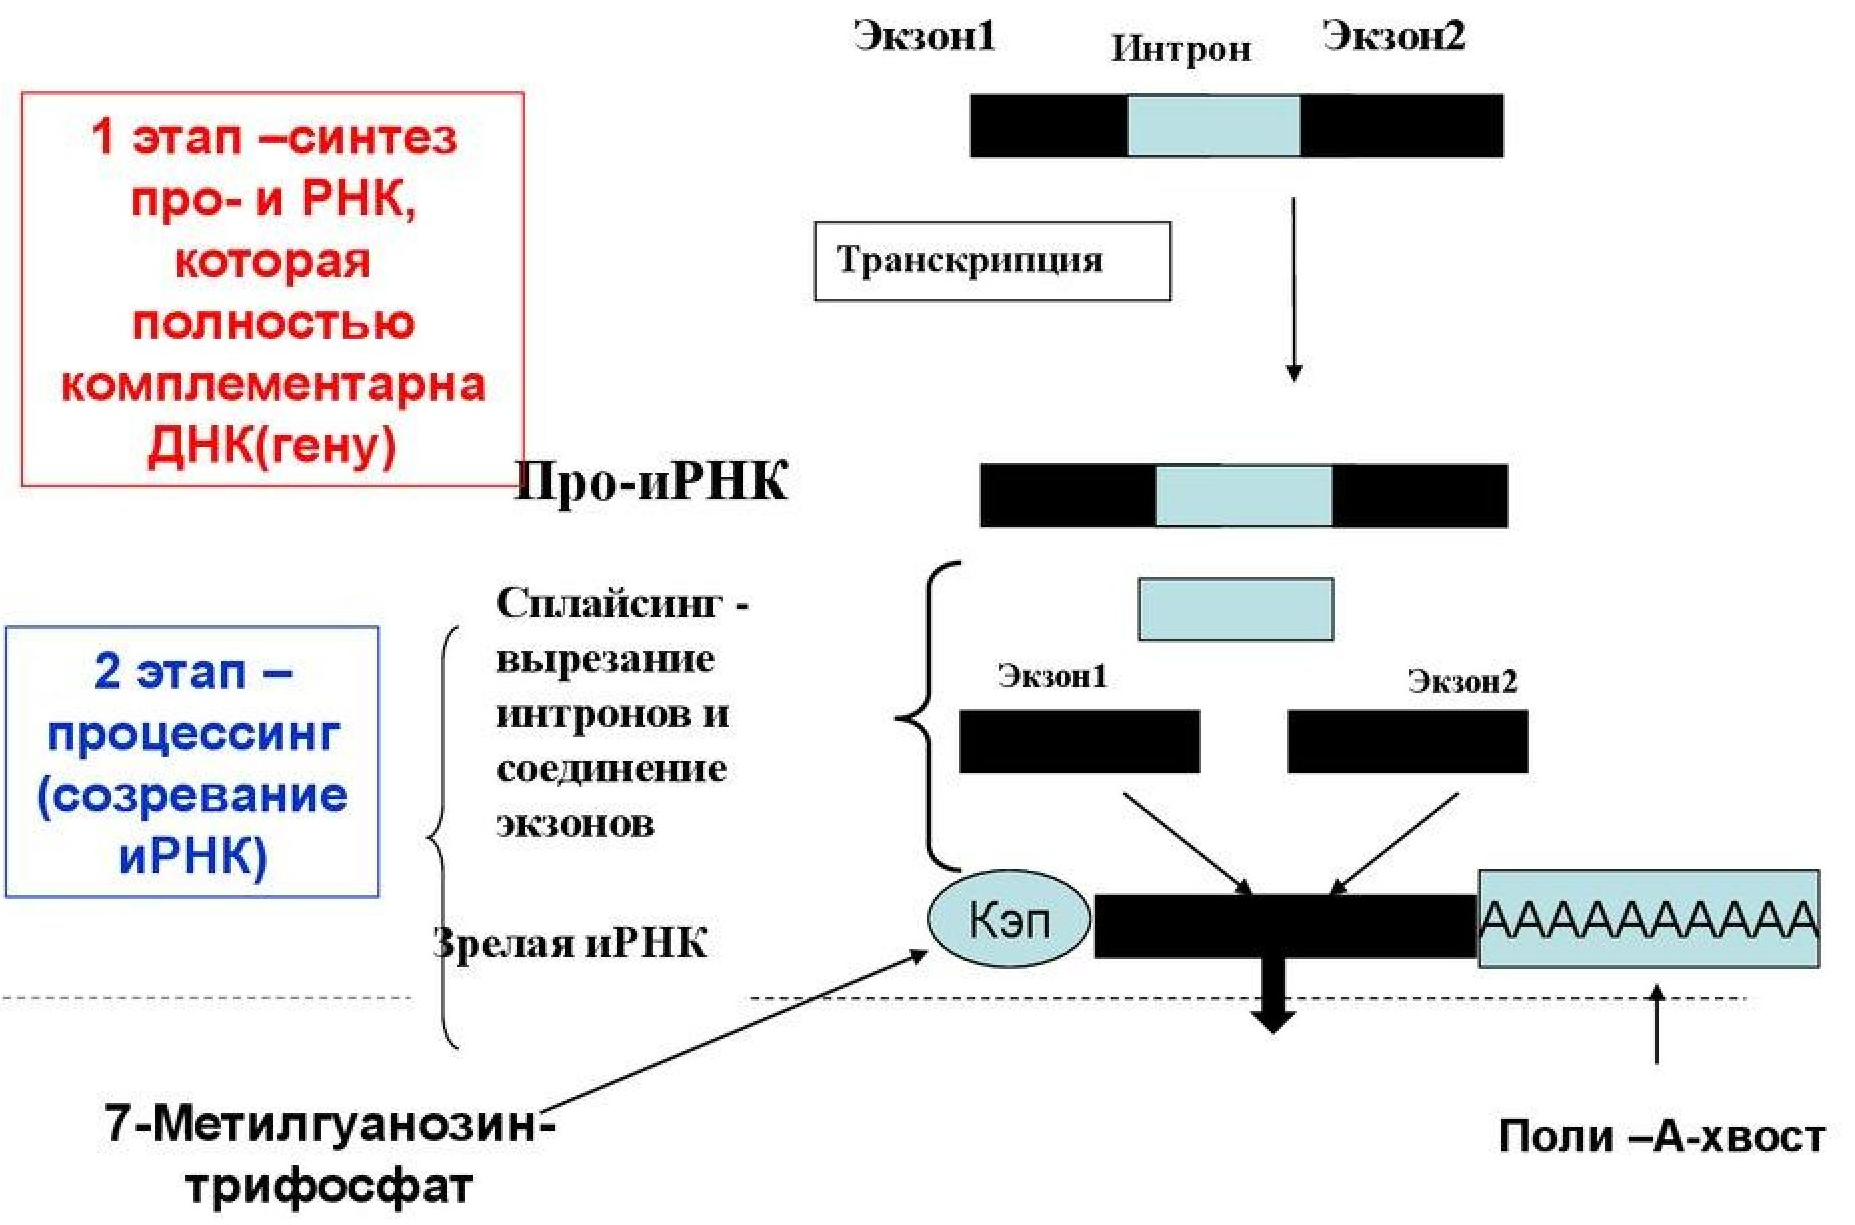 Экзон1
Интрон
Экзон2
1 этап –синтез
про- и РНК,
которая
полностью
комплементарна
ДНК(гену)
Транскрипция
Про-иРНК
Сплайсинг -
вырезание
интронов и
соединение
экзонов
Экзон1
Экзон2
2 этап –
процессинг
(созревание
иРНК)
Кэп
АААААААААА
Зрелая иРНК
7-Метилгуанозин-
трифосфат
Поли –А-хвост